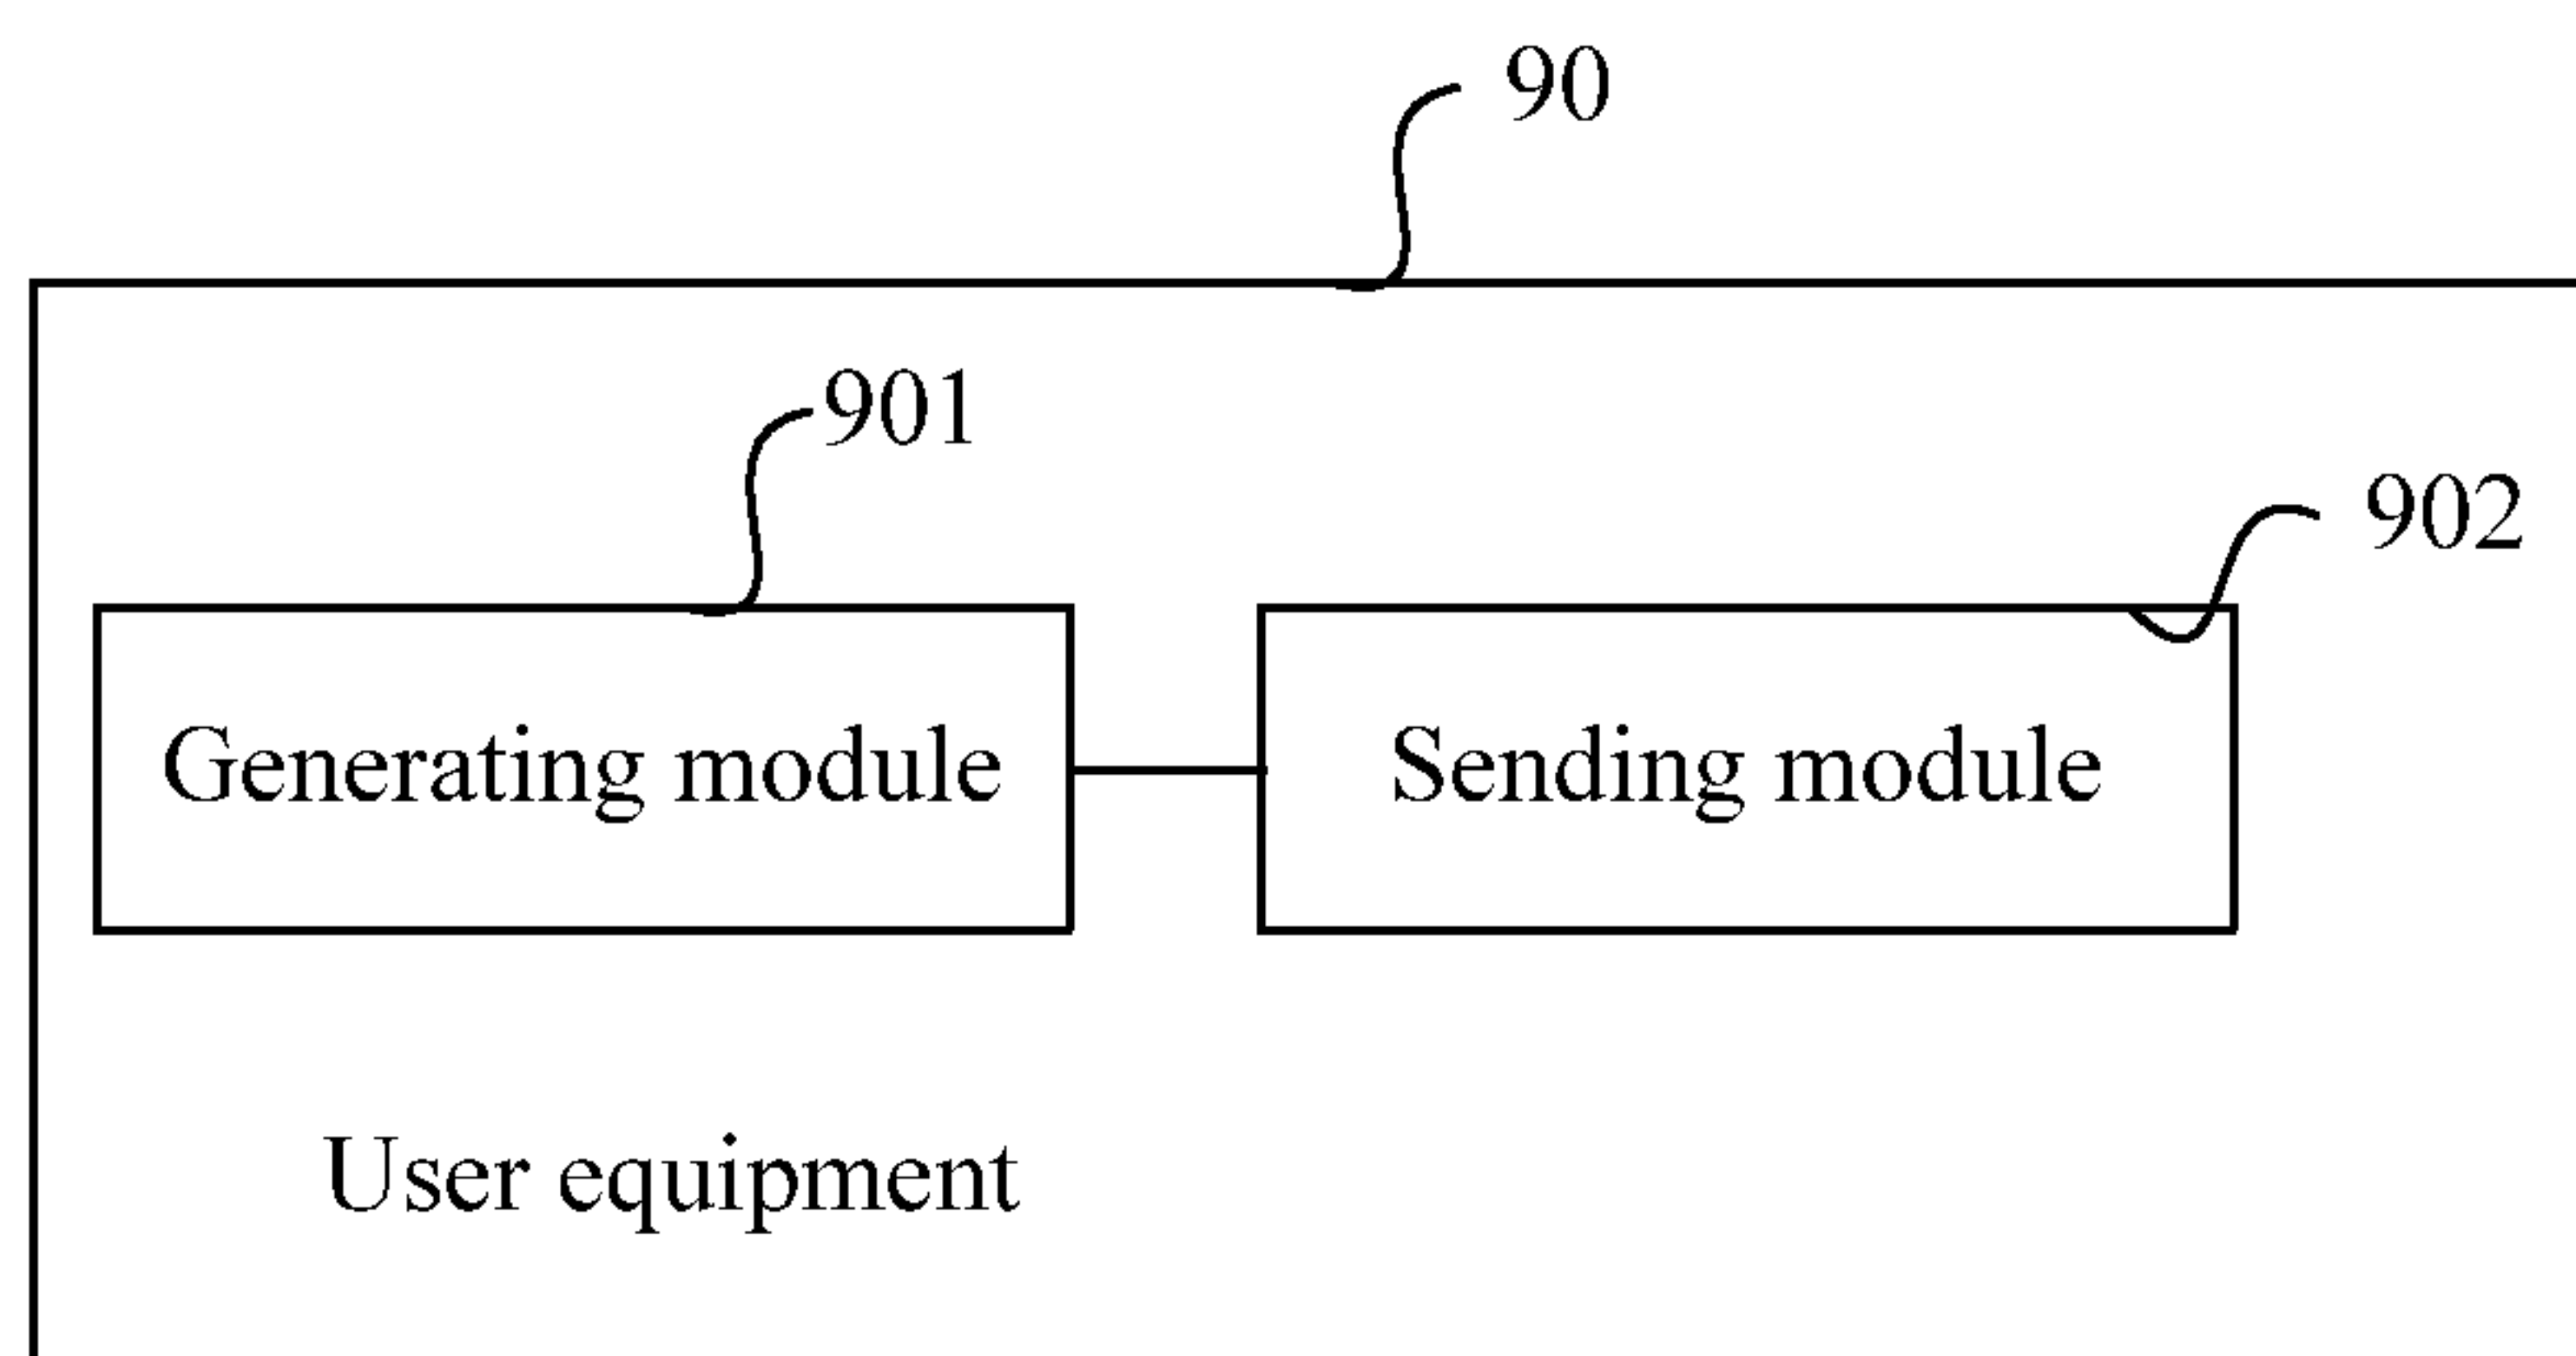 90
901
902
Generating module
Sending module
User equipment